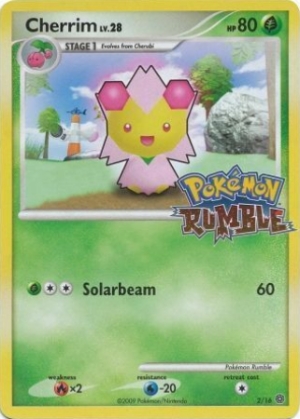 Cherrim LV.28 HP 80
STAGE 1 Evolves from Cherubi
POKéMON
RUMBLE
Solarbeam 60
Pokémon Rumble
weakness resistance retreat cost
×2 -20
©2009 Pokémon/Nintendo 2/16